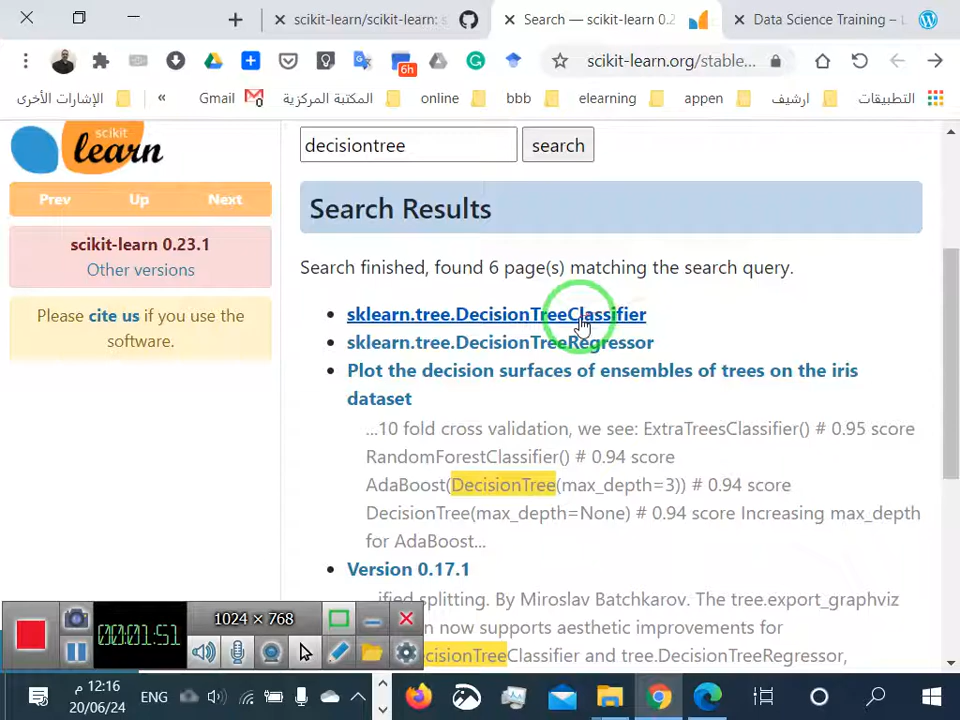 scikit-learn/scikit-learn: s
Search — scikit-learn 0.2
Data Science Training –
6h
scikit-learn.org/stable...
الإشارات الأخرى
«
Gmail
المكتبة المركزية
online
bbb
elearning
appen
ارشيف
التطبيقات
scikit
learn
Prev
Up
Next
scikit-learn 0.23.1
Other versions
Please cite us if you use the
software.
decisiontree
search
Search Results
Search finished, found 6 page(s) matching the search query.
sklearn.tree.DecisionTreeClassifier
sklearn.tree.DecisionTreeRegressor
Plot the decision surfaces of ensembles of trees on the iris
dataset
...10 fold cross validation, we see: ExtraTreesClassifier() # 0.95 score
RandomForestClassifier() # 0.94 score
AdaBoost(DecisionTree(max_depth=3)) # 0.94 score
DecisionTree(max_depth=None) # 0.94 score Increasing max_depth
for AdaBoost...
Version 0.17.1
ified splitting. By Miroslav Batchkarov. The tree.export_graphviz
n now supports aesthetic improvements for
ecisionTreeClassifier and tree.DecisionTreeRegressor,
1024 × 768
00:01:51
12:16 م
20/06/24
ENG